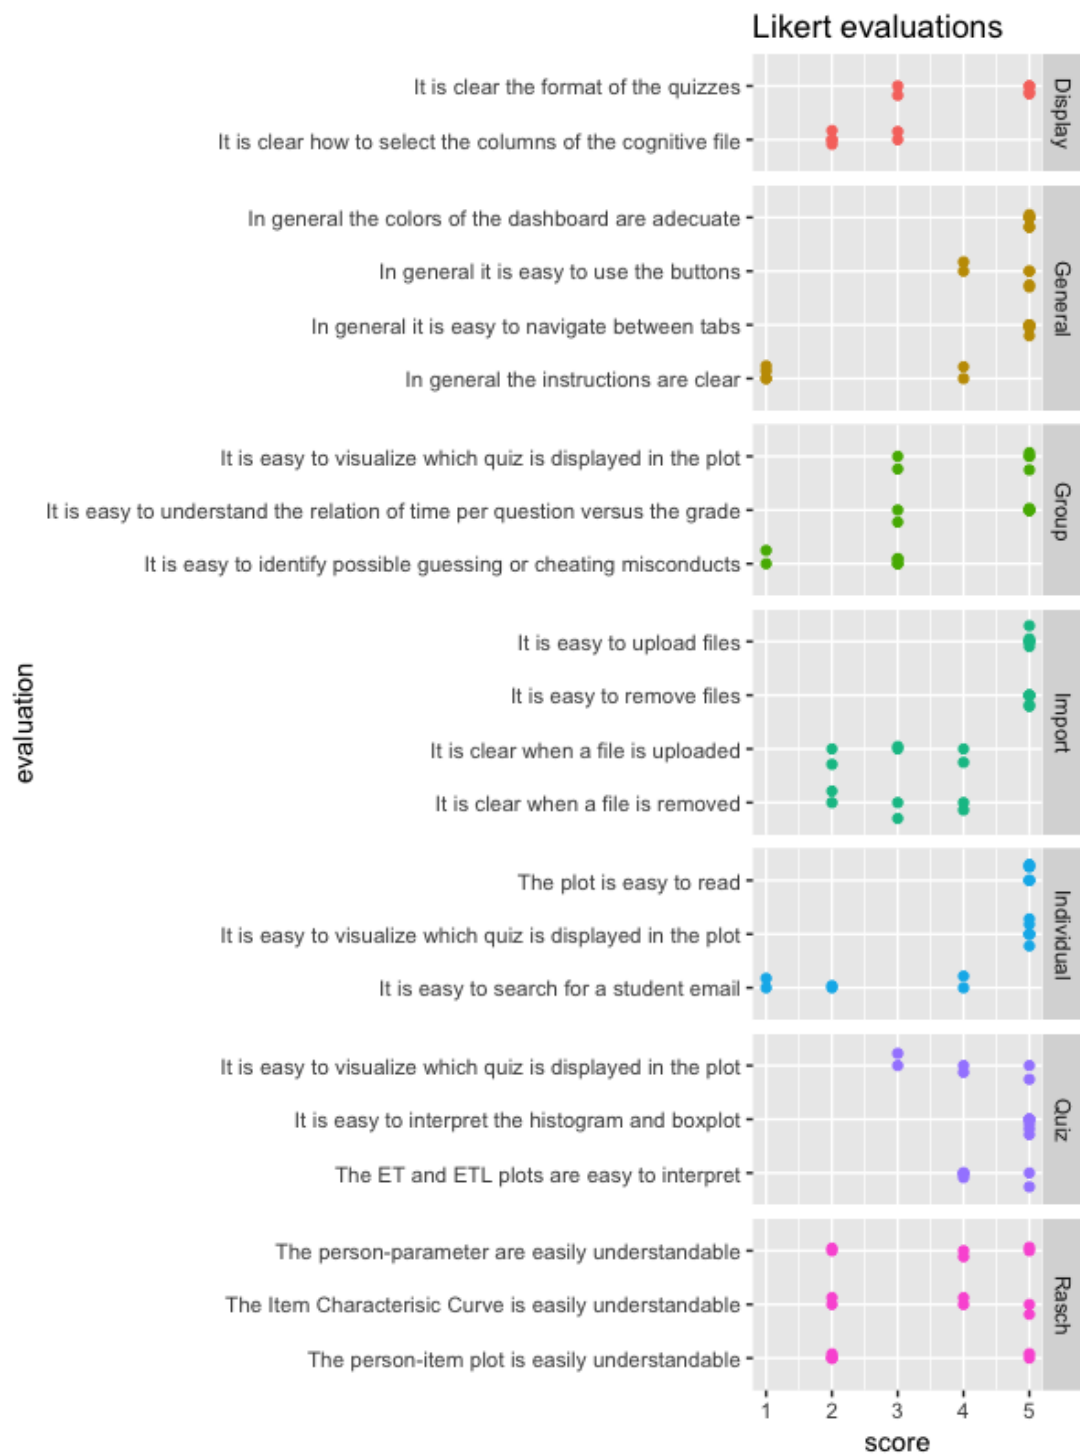 Likert evaluations
It is clear the format of the quizzes
It is clear how to select the columns of the cognitive file
Display
In general the colors of the dashboard are adecuate
In general it is easy to use the buttons
In general it is easy to navigate between tabs
In general the instructions are clear
General
It is easy to visualize which quiz is displayed in the plot
It is easy to understand the relation of time per question versus the grade
It is easy to identify possible guessing or cheating misconducts
Group
evaluation
It is easy to upload files
It is easy to remove files
It is clear when a file is uploaded
It is clear when a file is removed
Import
The plot is easy to read
It is easy to visualize which quiz is displayed in the plot
It is easy to search for a student email
Individual
It is easy to visualize which quiz is displayed in the plot
It is easy to interpret the histogram and boxplot
The ET and ETL plots are easy to interpret
Quiz
The person-parameter are easily understandable
The Item Characterisic Curve is easily understandable
The person-item plot is easily understandable
Rasch
1 2 3 4 5
score